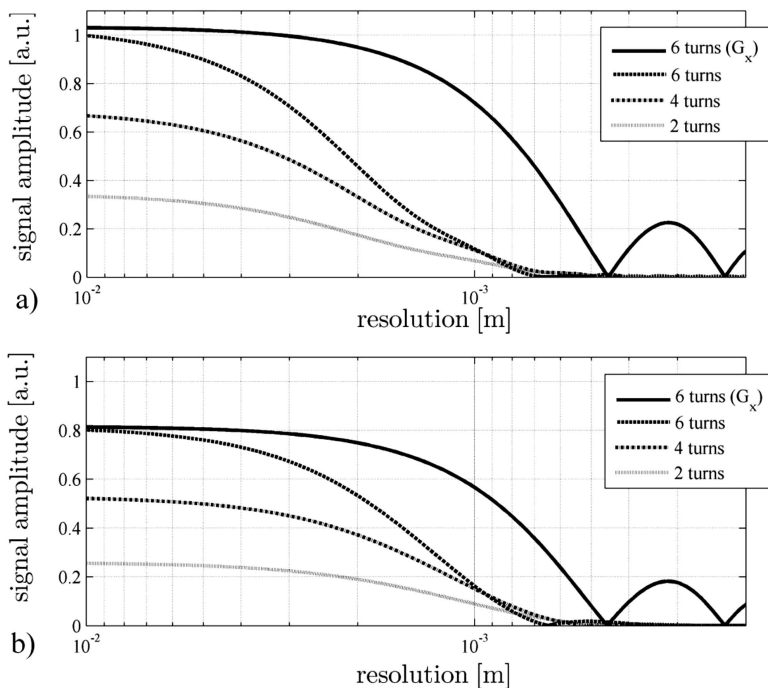 signal amplitude [a.u.]
1
0.8
0.6
0.4
0.2
0
6 turns (G_x)
6 turns
4 turns
2 turns
10^-2
10^-3
resolution [m]
a)
signal amplitude [a.u.]
1
0.8
0.6
0.4
0.2
0
6 turns (G_x)
6 turns
4 turns
2 turns
10^-2
10^-3
resolution [m]
b)